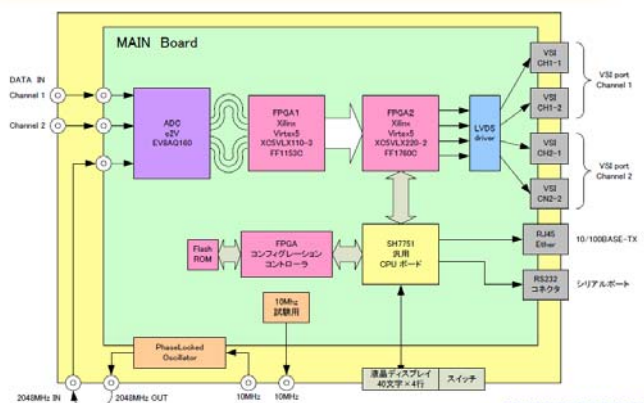 MAIN Board
DATA IN
Channel 1
Channel 2
ADC
e2V
EV8AQ160
FPGA1
Xilinx
Virtex5
XC5VLX110-3
FF1153C
FPGA2
Xilinx
Virtex5
XC5VLX220-2
FF1760C
LVDS
driver
VSI
CH1-1
VSI
CH1-2
VSI
CH2-1
VSI
CN2-2
VSI port
Channel 1
VSI port
Channel 2
Flash
ROM
FPGA
コンフィグレーション
コントローラ
SH7751
汎用
CPU ボード
RJ45
Ether
10/100BASE-TX
RS232
コネクタ
シリアルポート
10Mhz
試験用
PhaseLocked
Oscillator
液晶ディスプレイ
40文字×4行
スイッチ
2048MHz IN
2048MHz OUT
10MHz
10MHz